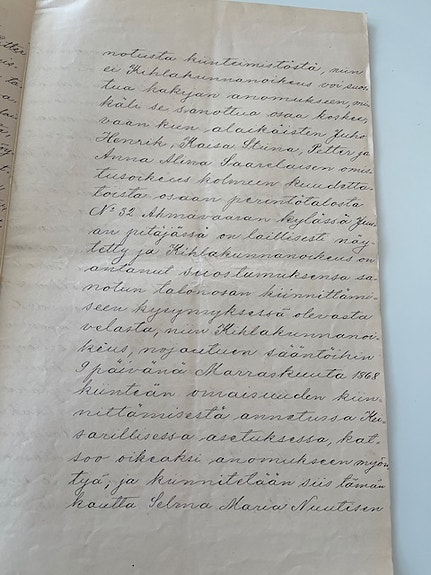 notusta kiinteimistöstä, niin
ei Kihlakunnanoikeus voi suos-
tua hakijan anomukseen, mi-
käli se sanottua osaa koskee,
vaan kun alaikäisten Juho
Henrik, Kaisa Stiina, Petter ja
Anna Alina Saarelaisen omis-
tusoikeus kolmeen kuudetta-
toista osaan perintötalosta
No 32 Ahmavaaran kylässä Juu-
an pitäjässä on laillisesti näy-
tetty ja Kihlakunnanoikeus on
antanut suostumuksensa sa-
notun talonosan kiinnittämi-
seen kysymyksessä olevasta
velasta, niin Kihlakunnanoi-
keus, nojautuen sääntöihin
9 päivänä Marraskuuta 1868
kiinteän omaisuuden kiin-
nittämisestä annetussa Kei-
sarillisessa asetuksessa, kat-
soo oikeaksi anomukseen myön-
tyä, ja kiinnitetään siis tämän
kautta Selma Maria Nuutisen